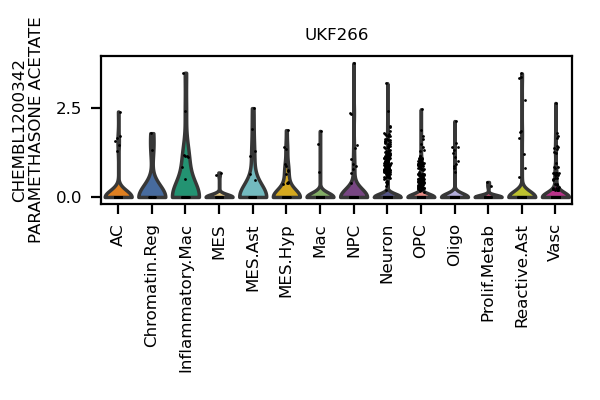 UKF266
CHEMBL1200342
PARAMETHASONE ACETATE
2.5
0.0
AC
Chromatin.Reg
Inflammatory.Mac
MES
MES.Ast
MES.Hyp
Mac
NPC
Neuron
OPC
Oligo
Prolif.Metab
Reactive.Ast
Vasc